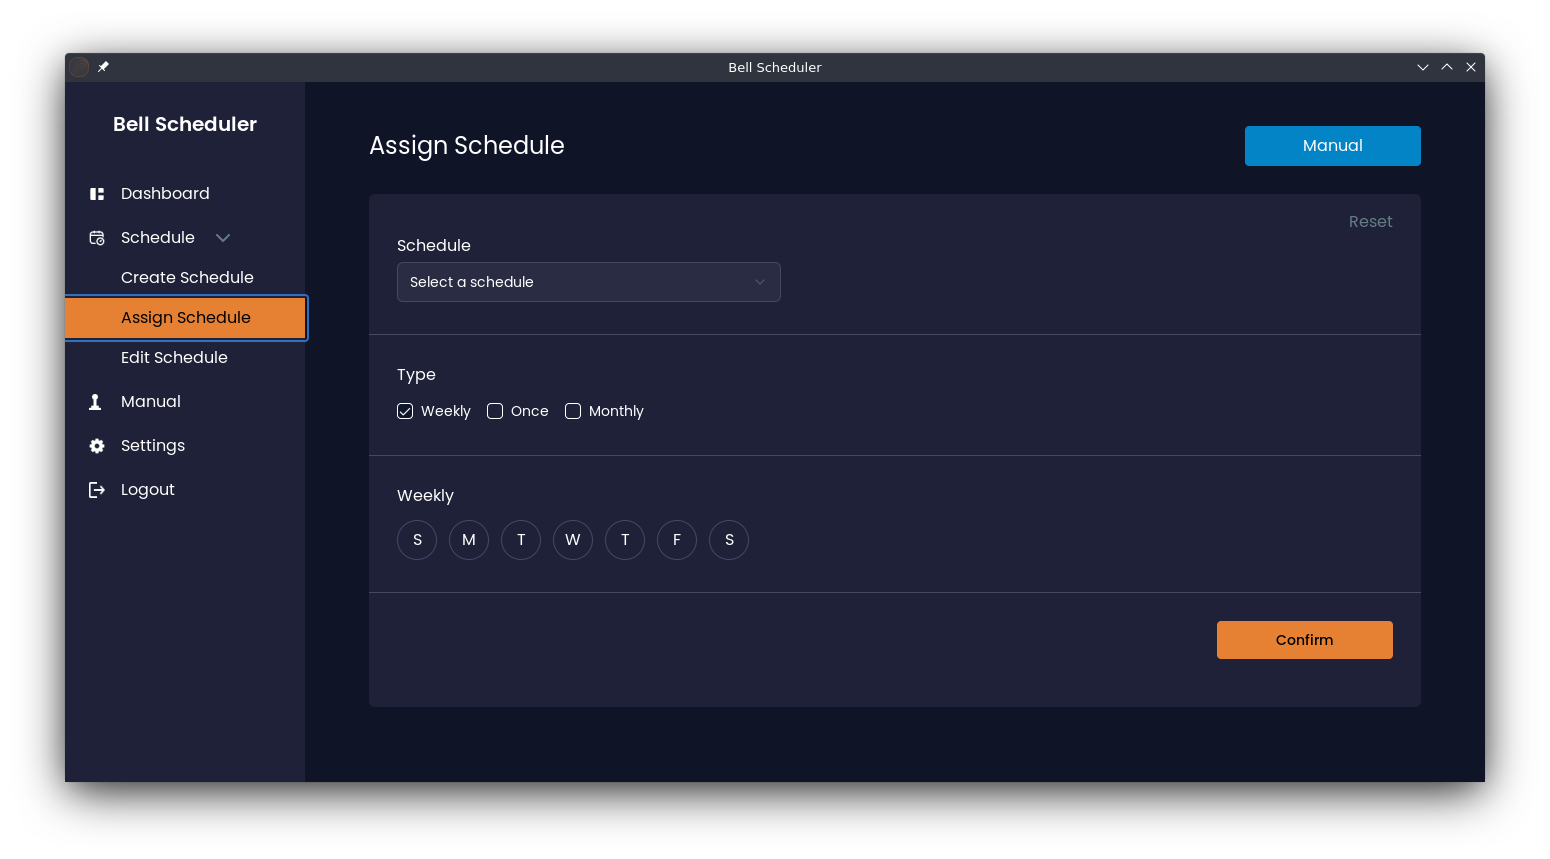 Bell Scheduler
Bell Scheduler
Dashboard
Schedule
Create Schedule
Assign Schedule
Edit Schedule
Manual
Settings
Logout
Assign Schedule
Manual
Reset
Schedule
Select a schedule
Type
Weekly Once Monthly
Weekly
S M T W T F S
Confirm